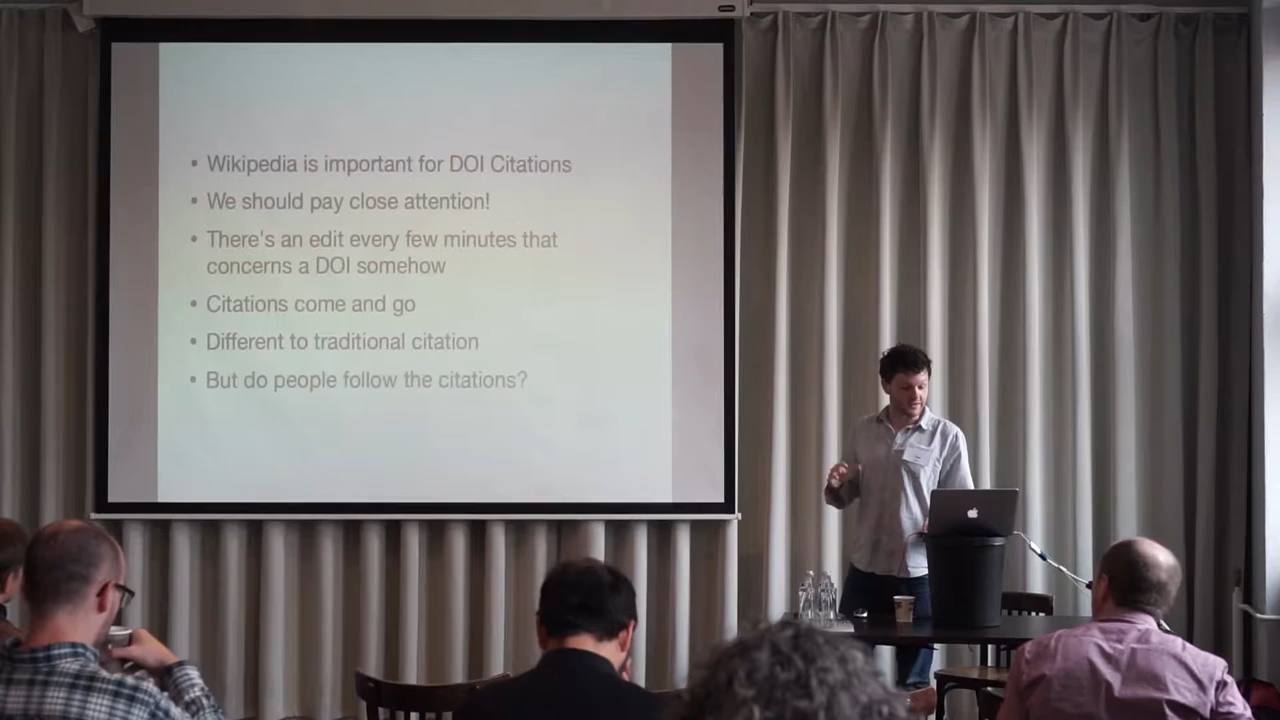 • Wikipedia is important for DOI Citations
• We should pay close attention!
• There's an edit every few minutes that
concerns a DOI somehow
• Citations come and go
• Different to traditional citation
• But do people follow the citations?